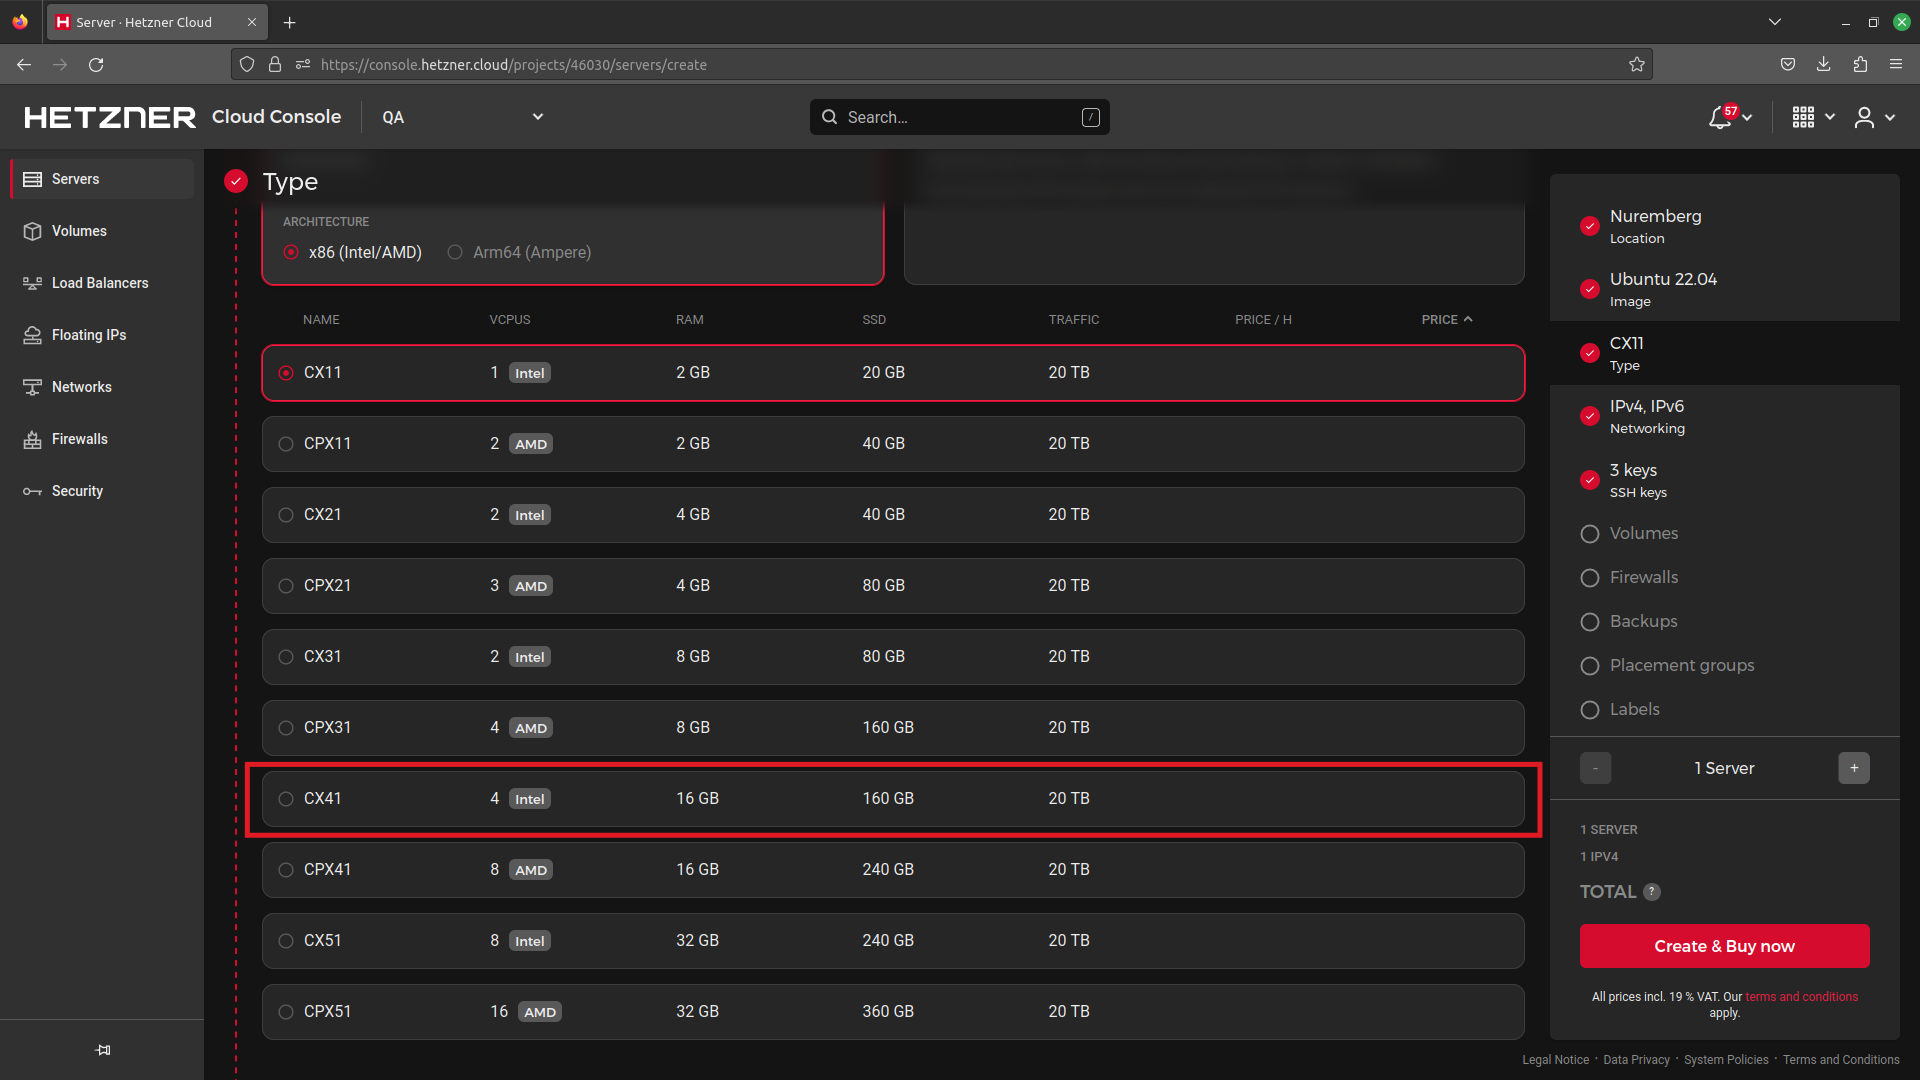 Server · Hetzner Cloud
https://console.hetzner.cloud/projects/46030/servers/create
HETZNER Cloud Console QA Search... / 57
Servers
Volumes
Load Balancers
Floating IPs
Networks
Firewalls
Security
Type
ARCHITECTURE
x86 (Intel/AMD) Arm64 (Ampere)
NAME VCPUS RAM SSD TRAFFIC PRICE / H PRICE
CX11 1 Intel 2 GB 20 GB 20 TB
CPX11 2 AMD 2 GB 40 GB 20 TB
CX21 2 Intel 4 GB 40 GB 20 TB
CPX21 3 AMD 4 GB 80 GB 20 TB
CX31 2 Intel 8 GB 80 GB 20 TB
CPX31 4 AMD 8 GB 160 GB 20 TB
CX41 4 Intel 16 GB 160 GB 20 TB
CPX41 8 AMD 16 GB 240 GB 20 TB
CX51 8 Intel 32 GB 240 GB 20 TB
CPX51 16 AMD 32 GB 360 GB 20 TB
Nuremberg
Location
Ubuntu 22.04
Image
CX11
Type
IPv4, IPv6
Networking
3 keys
SSH keys
Volumes
Firewalls
Backups
Placement groups
Labels
- 1 Server +
1 SERVER
1 IPV4
TOTAL ?
Create & Buy now
All prices incl. 19 % VAT. Our terms and conditions
apply.
Legal Notice · Data Privacy · System Policies · Terms and Conditions